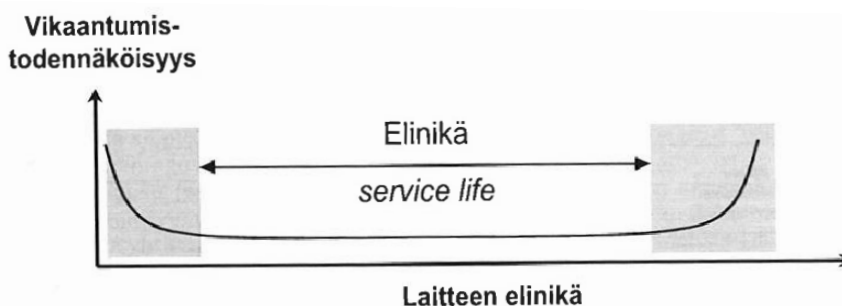 Vikaantumis-
todennäköisyys
Elinikä
service life
Laitteen elinikä